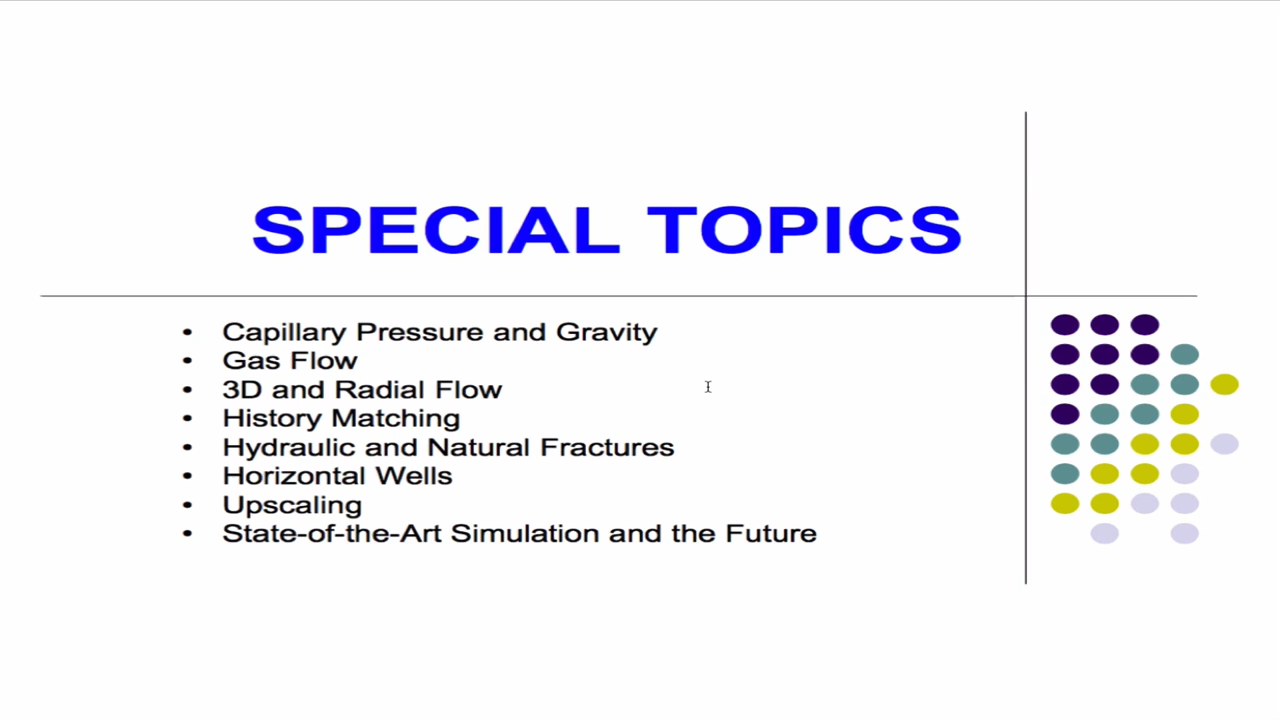 SPECIAL TOPICS
• Capillary Pressure and Gravity
• Gas Flow
• 3D and Radial Flow
• History Matching
• Hydraulic and Natural Fractures
• Horizontal Wells
• Upscaling
• State-of-the-Art Simulation and the Future